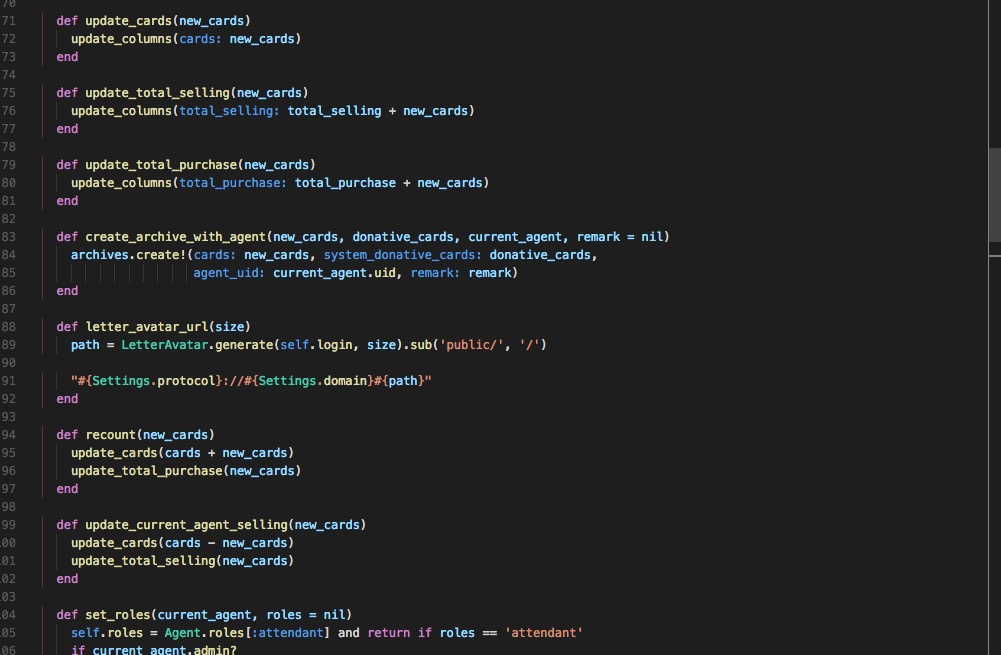 70
71 def update_cards(new_cards)
72 update_columns(cards: new_cards)
73 end
74
75 def update_total_selling(new_cards)
76 update_columns(total_selling: total_selling + new_cards)
77 end
78
79 def update_total_purchase(new_cards)
80 update_columns(total_purchase: total_purchase + new_cards)
81 end
82
83 def create_archive_with_agent(new_cards, donative_cards, current_agent, remark = nil)
84 archives.create!(cards: new_cards, system_donative_cards: donative_cards,
85 agent_uid: current_agent.uid, remark: remark)
86 end
87
88 def letter_avatar_url(size)
89 path = LetterAvatar.generate(self.login, size).sub('public/', '/')
90
91 "#{Settings.protocol}://#{Settings.domain}#{path}"
92 end
93
94 def recount(new_cards)
95 update_cards(cards + new_cards)
96 update_total_purchase(new_cards)
97 end
98
99 def update_current_agent_selling(new_cards)
00 update_cards(cards - new_cards)
01 update_total_selling(new_cards)
02 end
03
04 def set_roles(current_agent, roles = nil)
05 self.roles = Agent.roles[:attendant] and return if roles == 'attendant'
06 if current_agent.admin?